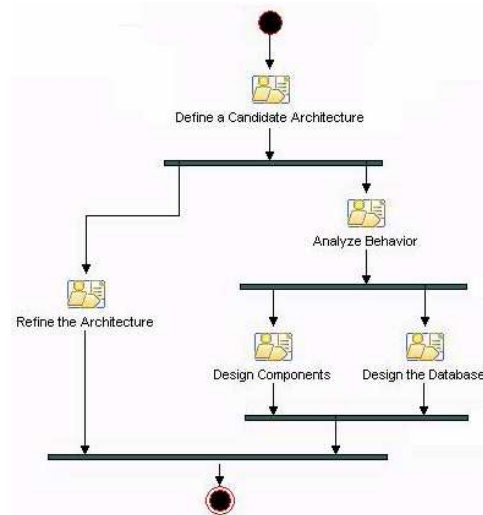 Define a Candidate Architecture
Analyze Behavior
Refine the Architecture
Design Components
Design the Database